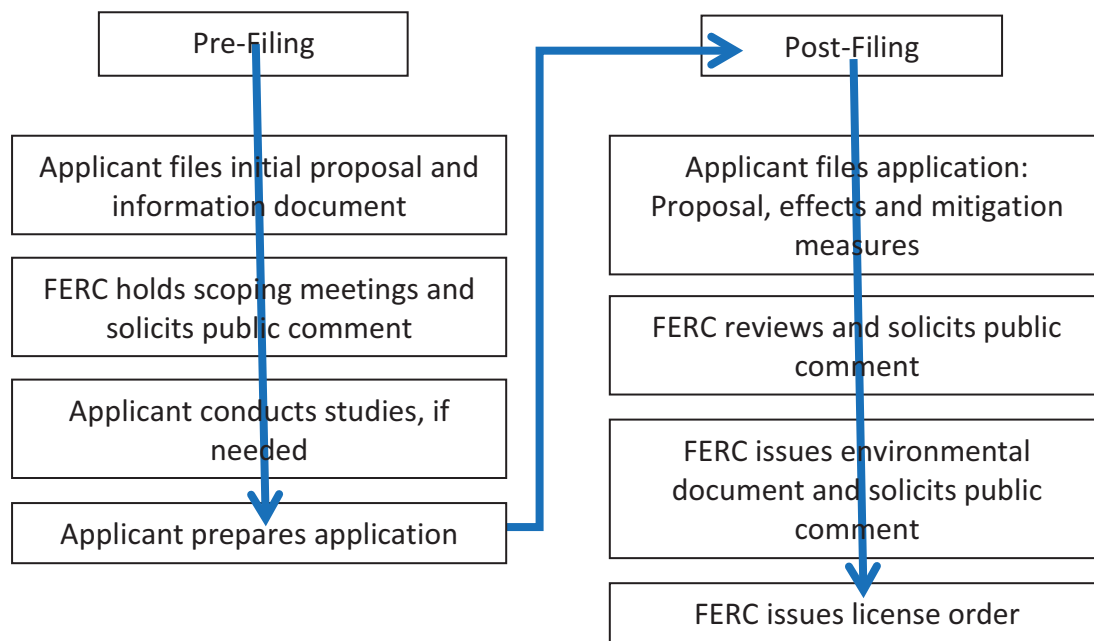 Pre-Filing
Applicant files initial proposal and
information document
FERC holds scoping meetings and
solicits public comment
Applicant conducts studies, if
needed
Applicant prepares application
Post-Filing
Applicant files application:
Proposal, effects and mitigation
measures
FERC reviews and solicits public
comment
FERC issues environmental
document and solicits public
comment
FERC issues license order